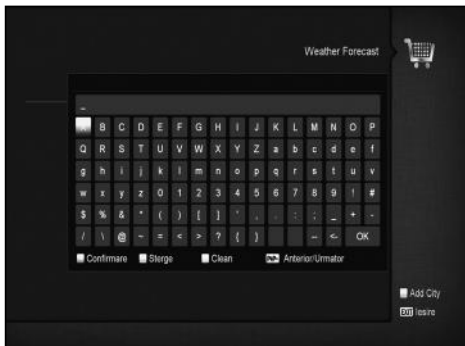 Weather Forecast
_
A B C D E F G H I J K L M N O P
Q R S T U V W X Y Z a b c d e f
g h i j k l m n o p q r s t u v
w x y z 0 1 2 3 4 5 6 7 8 9 ! #
$ % & * ( ) [ ] ' , . : ; _ + -
/ \ @ ~ = < > ? { } -- <- OK
Confirmare Sterge Clean Anterior/Urmator
Add City
EXIT Iesire